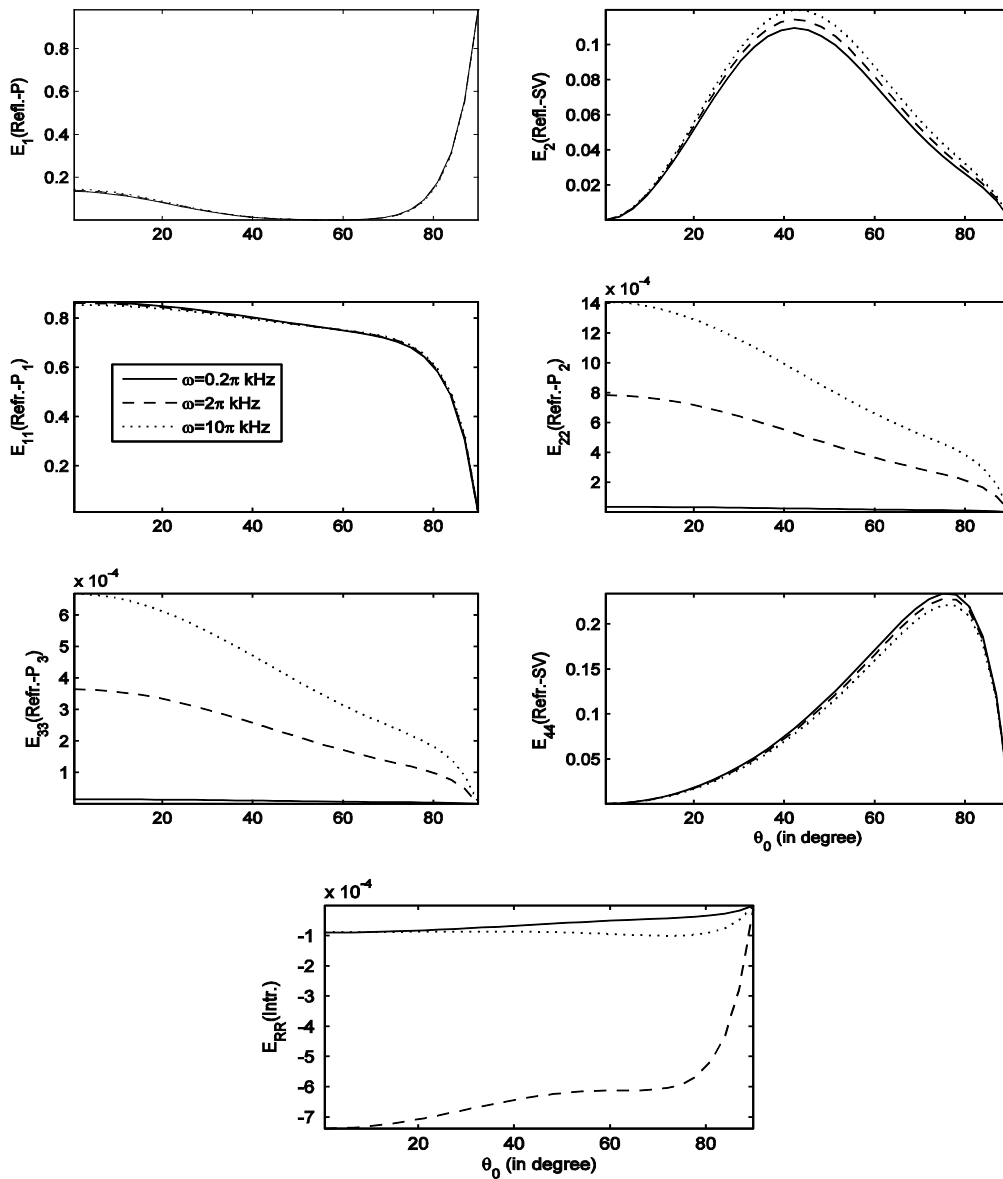 E1(Refl.-P)
0.8
0.6
0.4
0.2
20 40 60 80
E2(Refl.-SV)
0.1
0.08
0.06
0.04
0.02
20 40 60 80
E11(Refr.-P1)
0.8
0.6
0.4
0.2
20 40 60 80
ω=0.2π kHz
ω=2π kHz
ω=10π kHz
x 10-4
E22(Refr.-P2)
14
12
10
8
6
4
2
20 40 60 80
x 10-4
E33(Refr.-P3)
6
5
4
3
2
1
20 40 60 80
E44(Refr.-SV)
0.2
0.15
0.1
0.05
20 40 60 80
θ0 (in degree)
x 10-4
ERR(Intr.)
-1
-2
-3
-4
-5
-6
-7
20 40 60 80
θ0 (in degree)